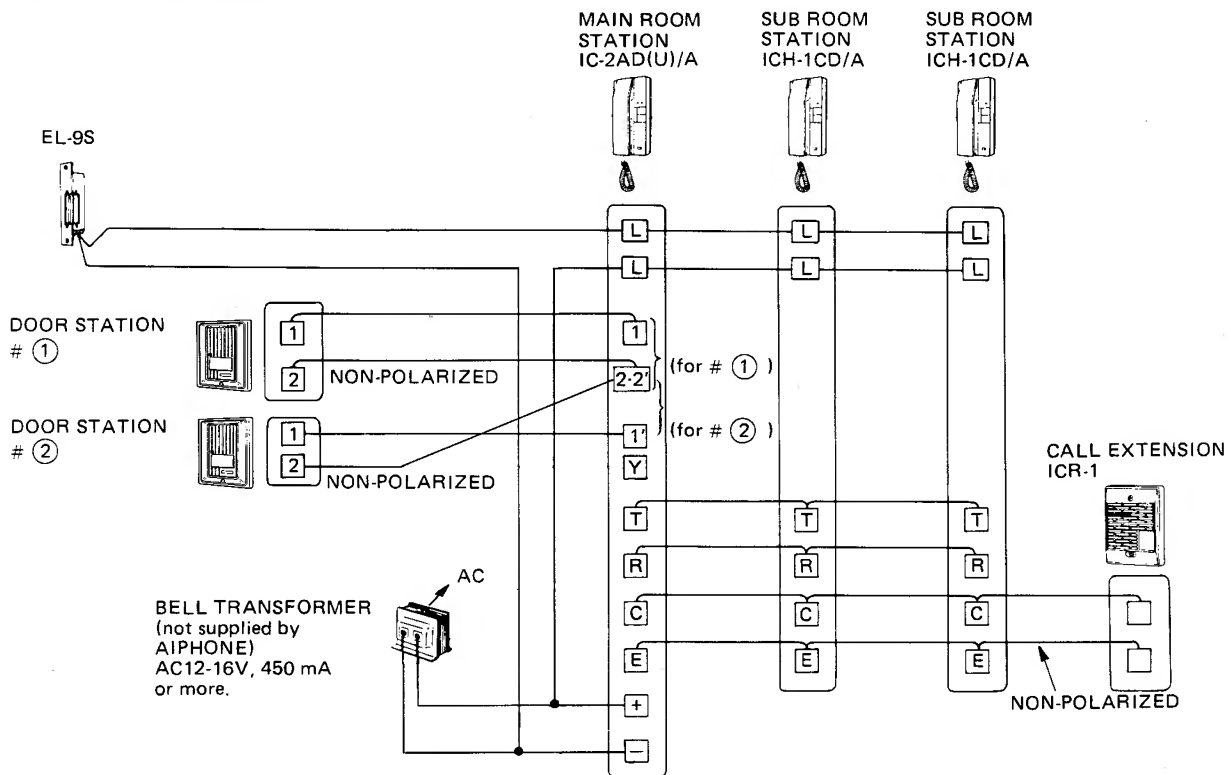 MAIN ROOM
STATION
IC-2AD(U)/A
SUB ROOM
STATION
ICH-1CD/A
SUB ROOM
STATION
ICH-1CD/A
EL-9S
L
L
L
L
L
L
DOOR STATION
# ①
1
2
NON-POLARIZED
1
2·2'
(for # ① )
DOOR STATION
# ②
1
2
NON-POLARIZED
1'
(for # ② )
Y
CALL EXTENSION
ICR-1
T
T
T
R
R
R
C
C
C
E
E
E
NON-POLARIZED
AC
BELL TRANSFORMER
(not supplied by
AIPHONE)
AC12-16V, 450 mA
or more.
+
—